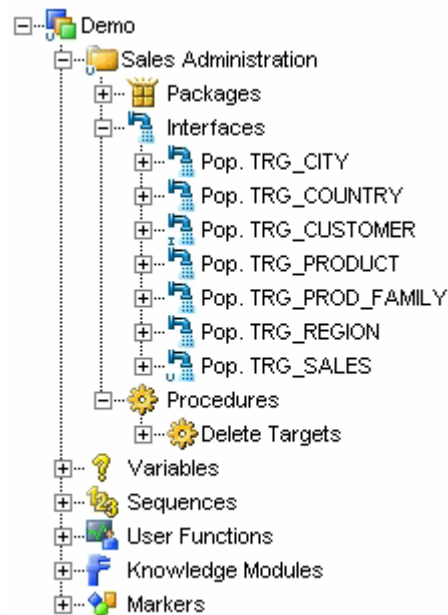 Demo
Sales Administration
Packages
Interfaces
Pop. TRG_CITY
Pop. TRG_COUNTRY
Pop. TRG_CUSTOMER
Pop. TRG_PRODUCT
Pop. TRG_PROD_FAMILY
Pop. TRG_REGION
Pop. TRG_SALES
Procedures
Delete Targets
Variables
Sequences
User Functions
Knowledge Modules
Markers